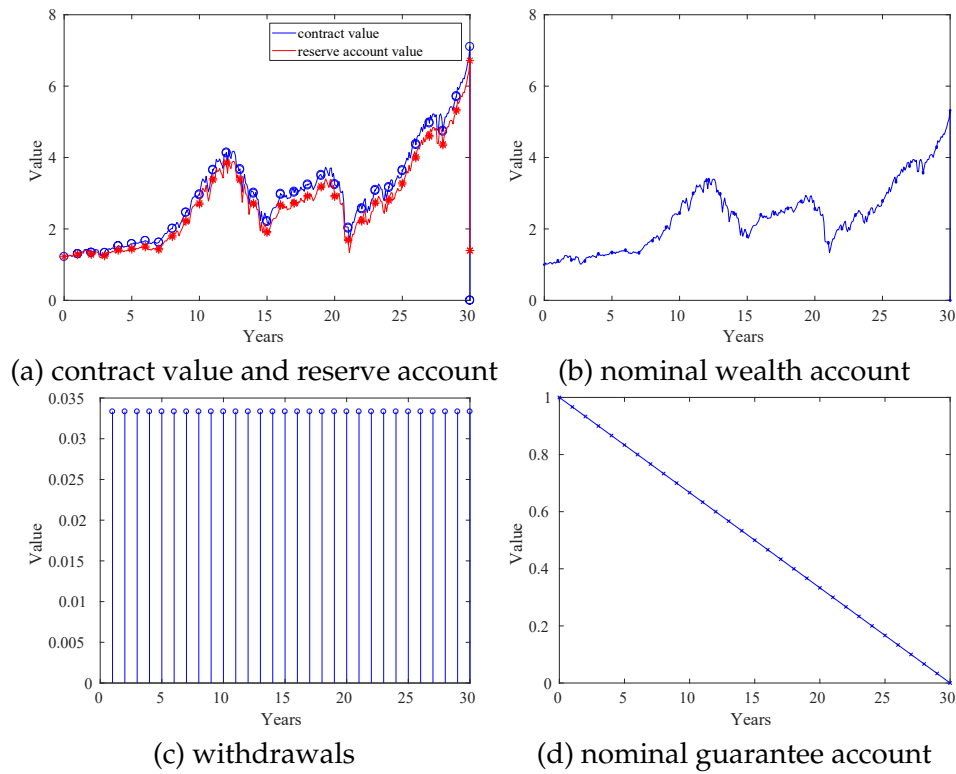 8
6
4
2
0
Value
contract value
reserve account value
0 5 10 15 20 25 30
Years
(a) contract value and reserve account
8
6
4
2
0
Value
0 5 10 15 20 25 30
Years
(b) nominal wealth account
0.035
0.03
0.025
0.02
0.015
0.01
0.005
0
Value
0 5 10 15 20 25 30
Years
(c) withdrawals
1
0.8
0.6
0.4
0.2
0
Value
0 5 10 15 20 25 30
Years
(d) nominal guarantee account